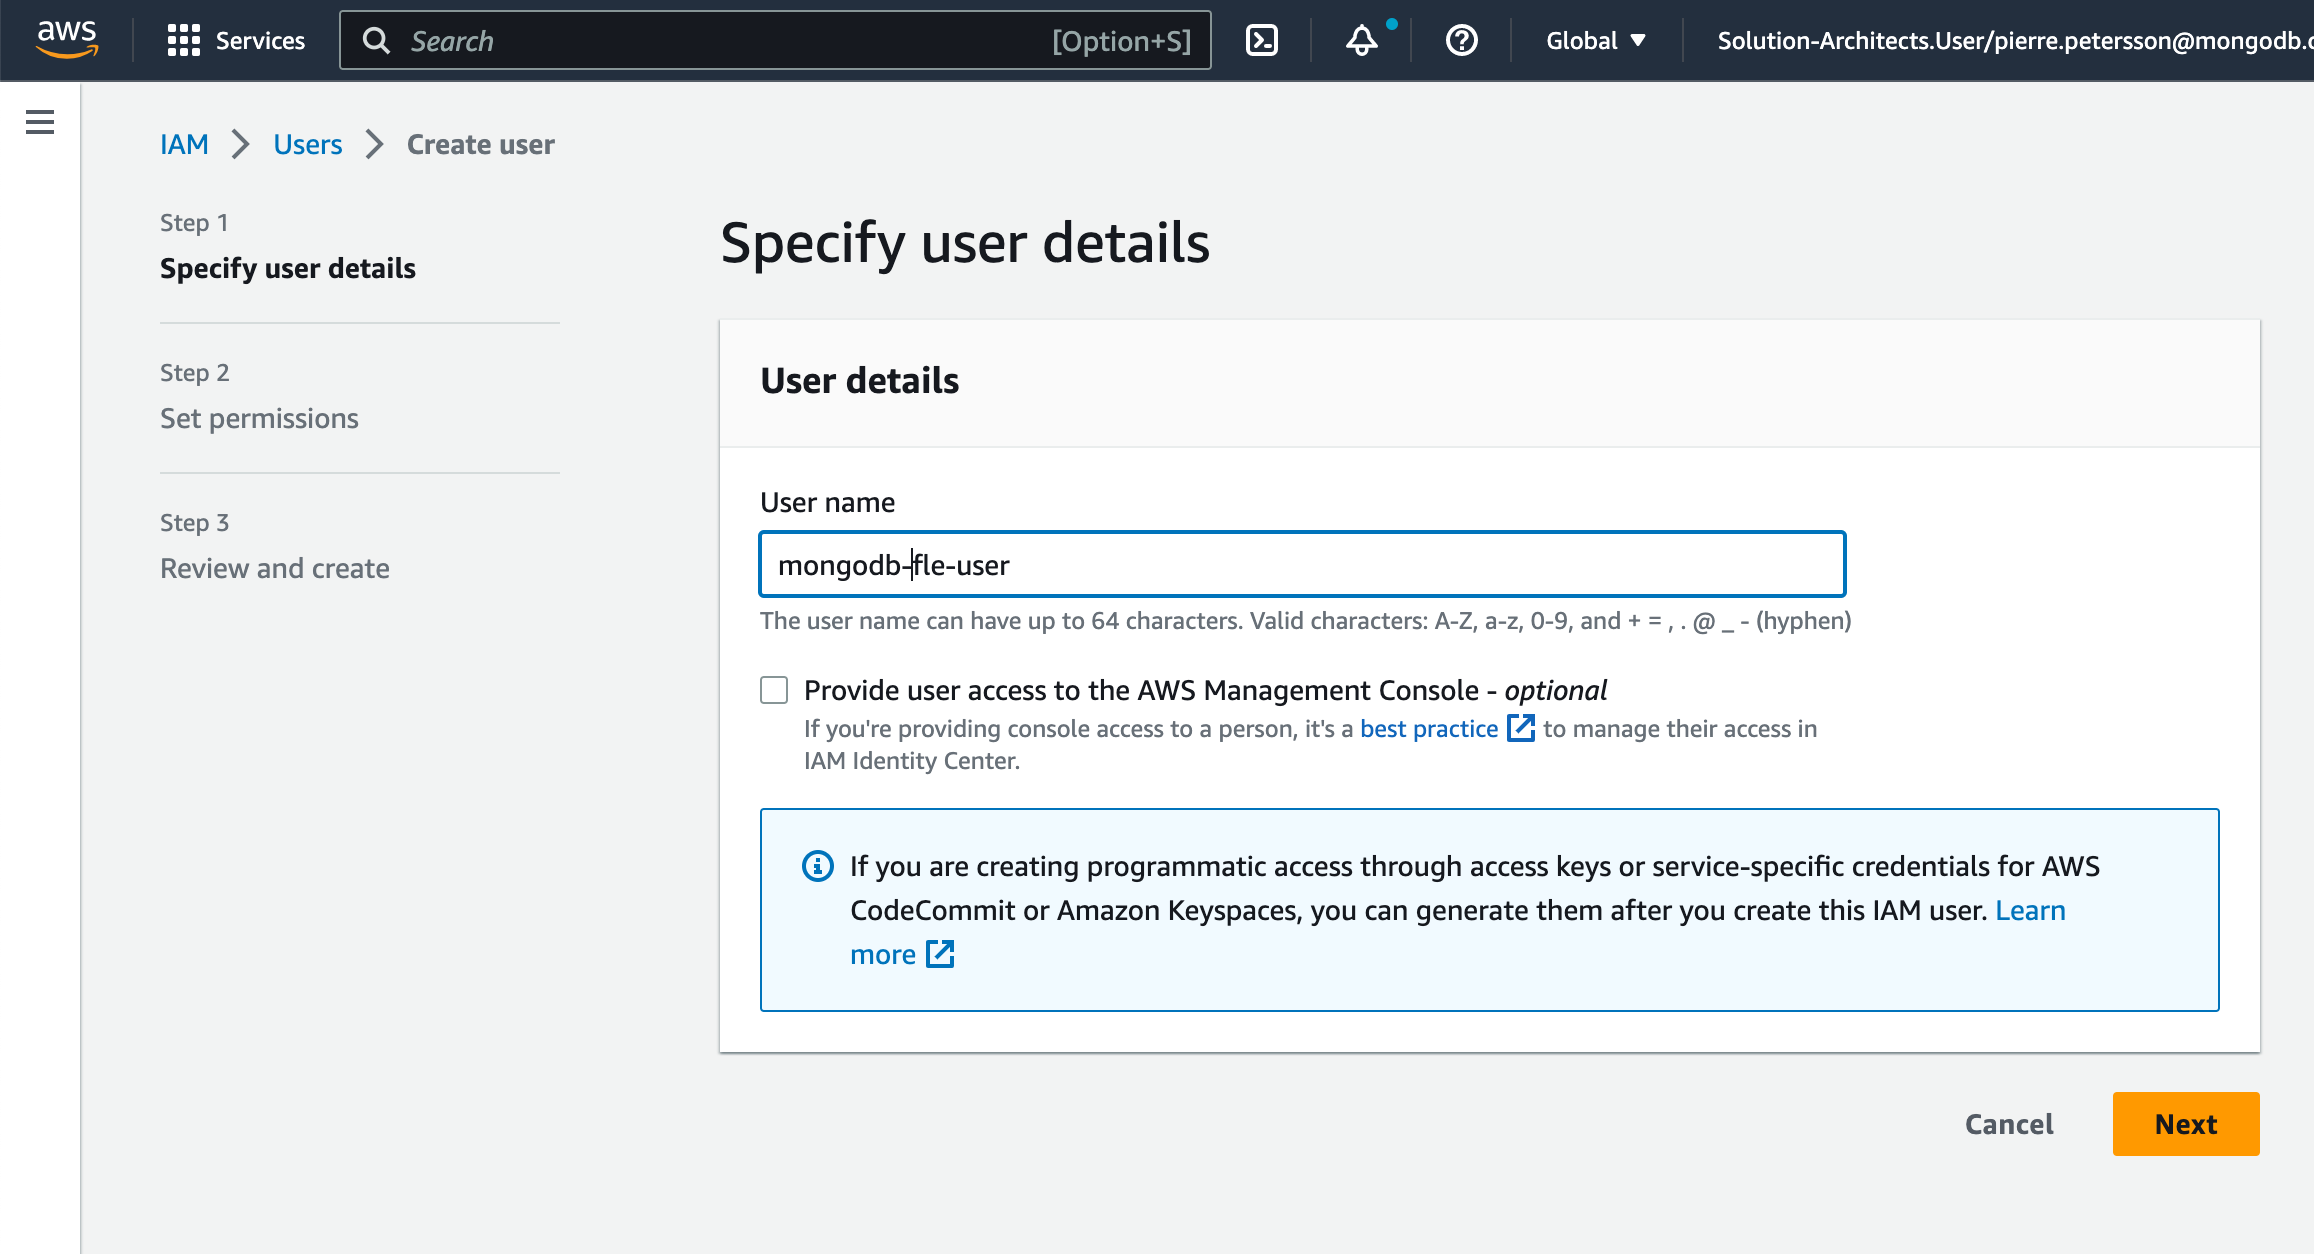 aws
Services
Search
[Option+S]
Global
Solution-Architects.User/pierre.petersson@mongodb.
IAM
Users
Create user
Step 1
Specify user details
Step 2
Set permissions
Step 3
Review and create
Specify user details
User details
User name
mongodb-fle-user
The user name can have up to 64 characters. Valid characters: A-Z, a-z, 0-9, and + = , . @ _ - (hyphen)
Provide user access to the AWS Management Console - optional
If you're providing console access to a person, it's a best practice to manage their access in
IAM Identity Center.
If you are creating programmatic access through access keys or service-specific credentials for AWS
CodeCommit or Amazon Keyspaces, you can generate them after you create this IAM user. Learn
more
Cancel
Next